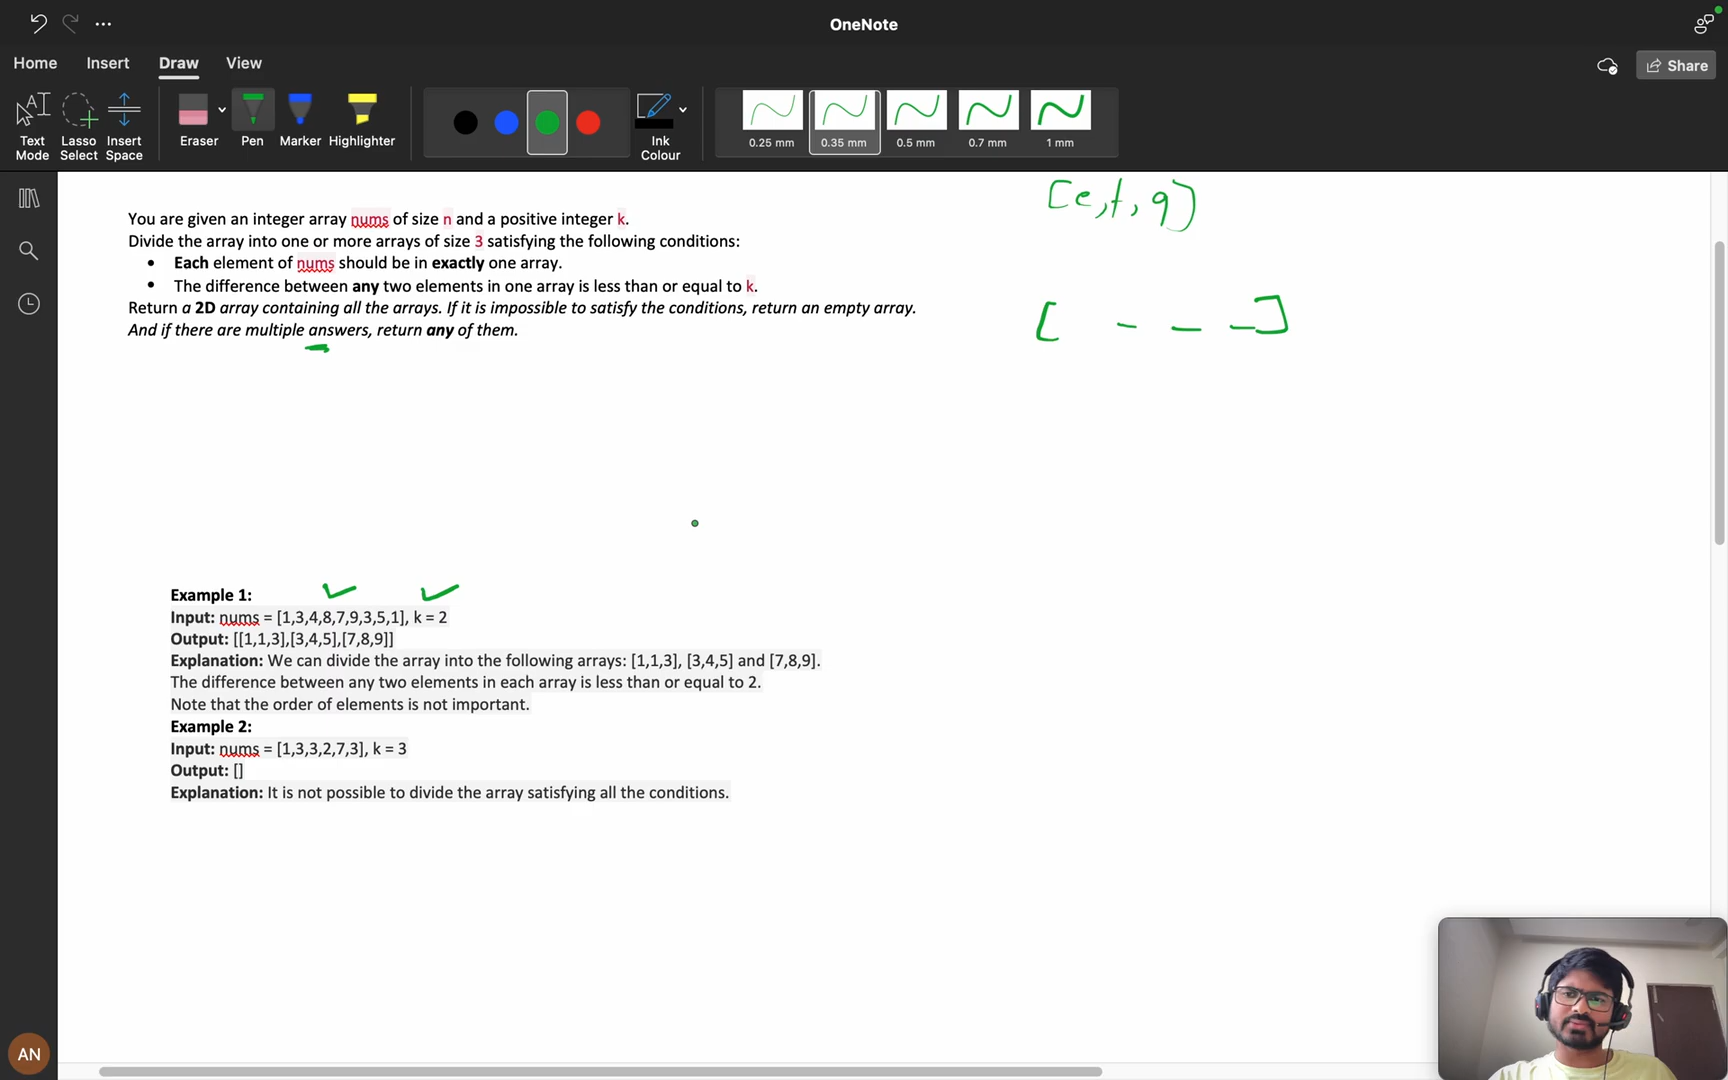 OneNote
Home Insert Draw View
Share
Text Mode
Lasso Select
Insert Space
Eraser
Pen
Marker
Highlighter
Ink Colour
0.25 mm
0.35 mm
0.5 mm
0.7 mm
1 mm
You are given an integer array nums of size n and a positive integer k.
Divide the array into one or more arrays of size 3 satisfying the following conditions:
• Each element of nums should be in exactly one array.
• The difference between any two elements in one array is less than or equal to k.
Return a 2D array containing all the arrays. If it is impossible to satisfy the conditions, return an empty array.
And if there are multiple answers, return any of them.
[ _ _ _ ]
Example 1:
Input: nums = [1,3,4,8,7,9,3,5,1], k = 2
Output: [[1,1,3],[3,4,5],[7,8,9]]
Explanation: We can divide the array into the following arrays: [1,1,3], [3,4,5] and [7,8,9].
The difference between any two elements in each array is less than or equal to 2.
Note that the order of elements is not important.
Example 2:
Input: nums = [1,3,3,2,7,3], k = 3
Output: []
Explanation: It is not possible to divide the array satisfying all the conditions.
AN